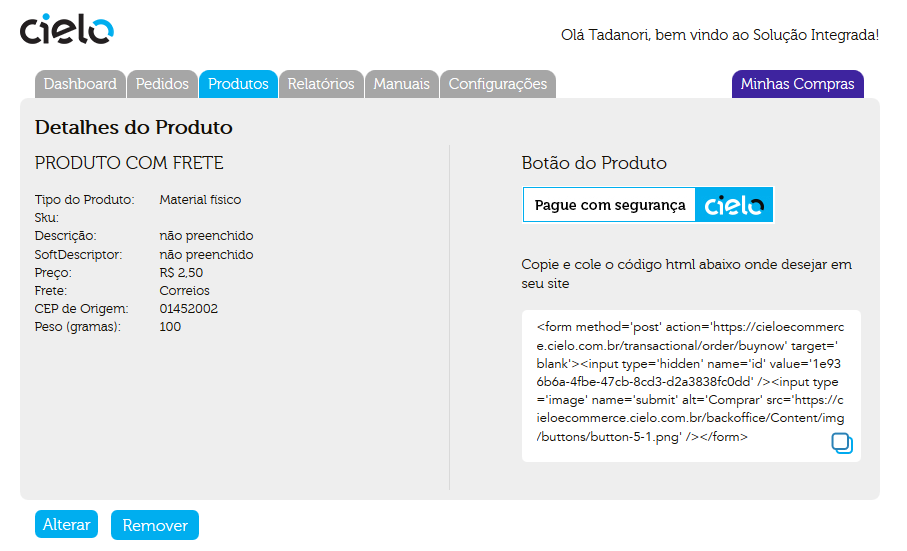 cielo
Olá Tadanori, bem vindo ao Solução Integrada!
Dashboard
Pedidos
Produtos
Relatórios
Manuais
Configurações
Minhas Compras
Detalhes do Produto
PRODUTO COM FRETE
Tipo do Produto: Material físico
Sku:
Descrição: não preenchido
SoftDescriptor: não preenchido
Preço: R$ 2,50
Frete: Correios
CEP de Origem: 01452002
Peso (gramas): 100
Botão do Produto
Pague com segurança cielo
Copie e cole o código html abaixo onde desejar em
seu site
<form method='post' action='https://cieloecommerc
e.cielo.com.br/transactional/order/buynow' target='
blank'><input type='hidden' name='id' value='1e93
6b6a-4fbe-47cb-8cd3-d2a3838fc0dd' /><input type
='image' name='submit' alt='Comprar' src='https://c
ieloecommerce.cielo.com.br/backoffice/Content/img
/buttons/button-5-1.png' /></form>
Alterar
Remover